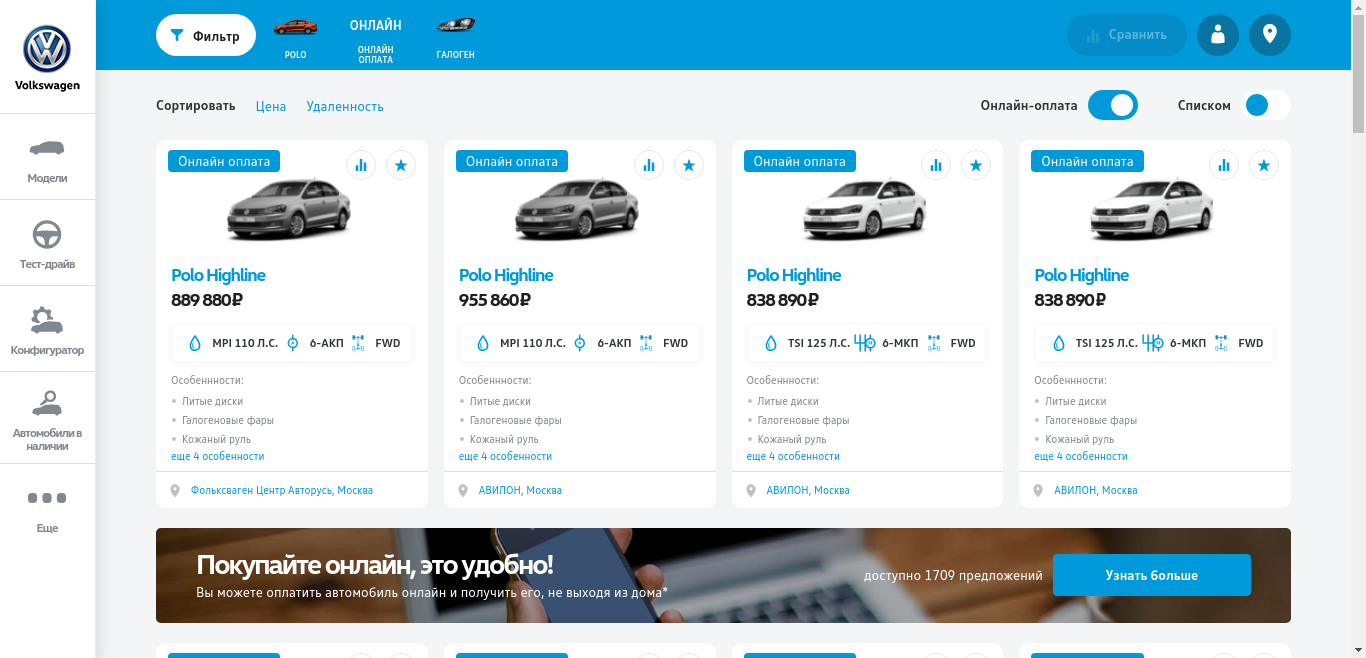 Volkswagen
Модели
Тест-драйв
Конфигуратор
Автомобили в
наличии
Еще
Фильтр
POLO
ОНЛАЙН
ОНЛАЙН
ОПЛАТА
ГАЛОГЕН
Сравнить
Сортировать Цена Удаленность
Онлайн-оплата Списком
Онлайн оплата
Polo Highline
889 880₽
MPI 110 Л.С. 6-АКП FWD
Особеннности:
Литые диски
Галогеновые фары
Кожаный руль
еще 4 особенности
Фольксваген Центр Авторусь, Москва
Онлайн оплата
Polo Highline
955 860₽
MPI 110 Л.С. 6-АКП FWD
Особеннности:
Литые диски
Галогеновые фары
Кожаный руль
еще 4 особенности
АВИЛОН, Москва
Онлайн оплата
Polo Highline
838 890₽
TSI 125 Л.С. 6-МКП FWD
Особеннности:
Литые диски
Галогеновые фары
Кожаный руль
еще 4 особенности
АВИЛОН, Москва
Онлайн оплата
Polo Highline
838 890₽
TSI 125 Л.С. 6-МКП FWD
Особеннности:
Литые диски
Галогеновые фары
Кожаный руль
еще 4 особенности
АВИЛОН, Москва
Покупайте онлайн, это удобно!
Вы можете оплатить автомобиль онлайн и получить его, не выходя из дома*
доступно 1709 предложений
Узнать больше